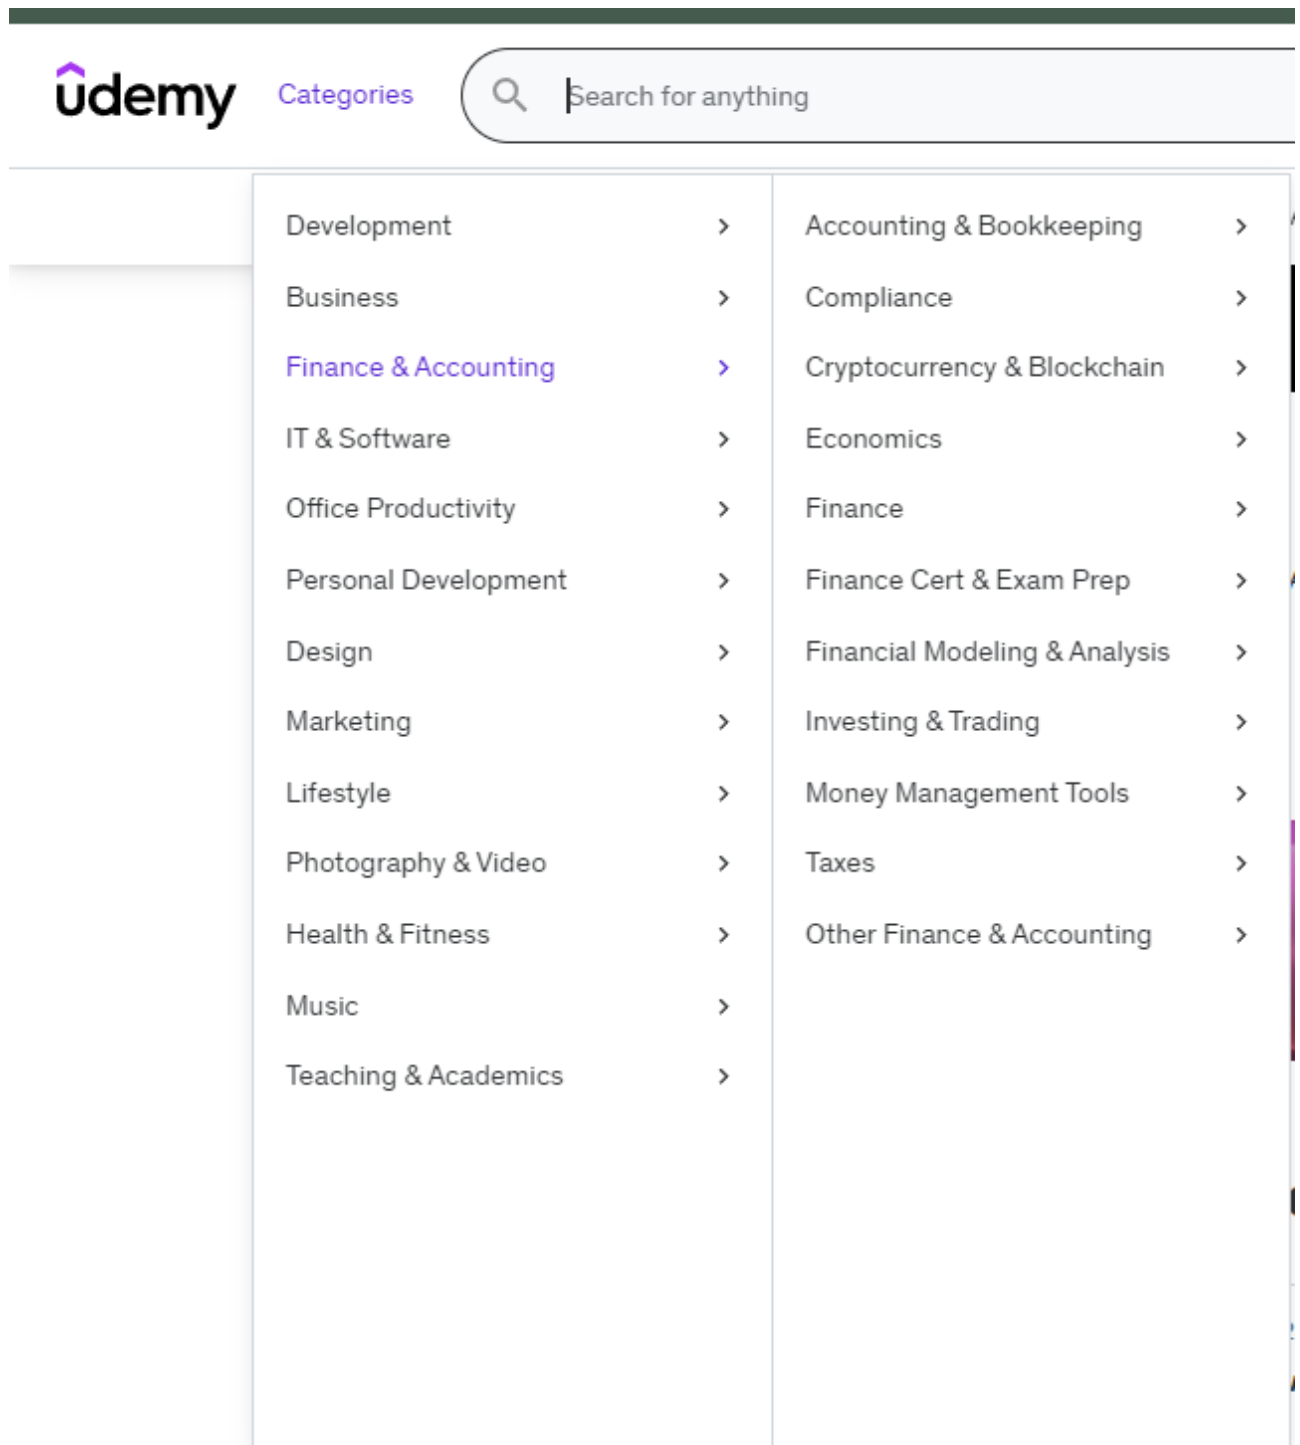 ûdemy
Categories
Search for anything
Development
Business
Finance & Accounting
IT & Software
Office Productivity
Personal Development
Design
Marketing
Lifestyle
Photography & Video
Health & Fitness
Music
Teaching & Academics
Accounting & Bookkeeping
Compliance
Cryptocurrency & Blockchain
Economics
Finance
Finance Cert & Exam Prep
Financial Modeling & Analysis
Investing & Trading
Money Management Tools
Taxes
Other Finance & Accounting